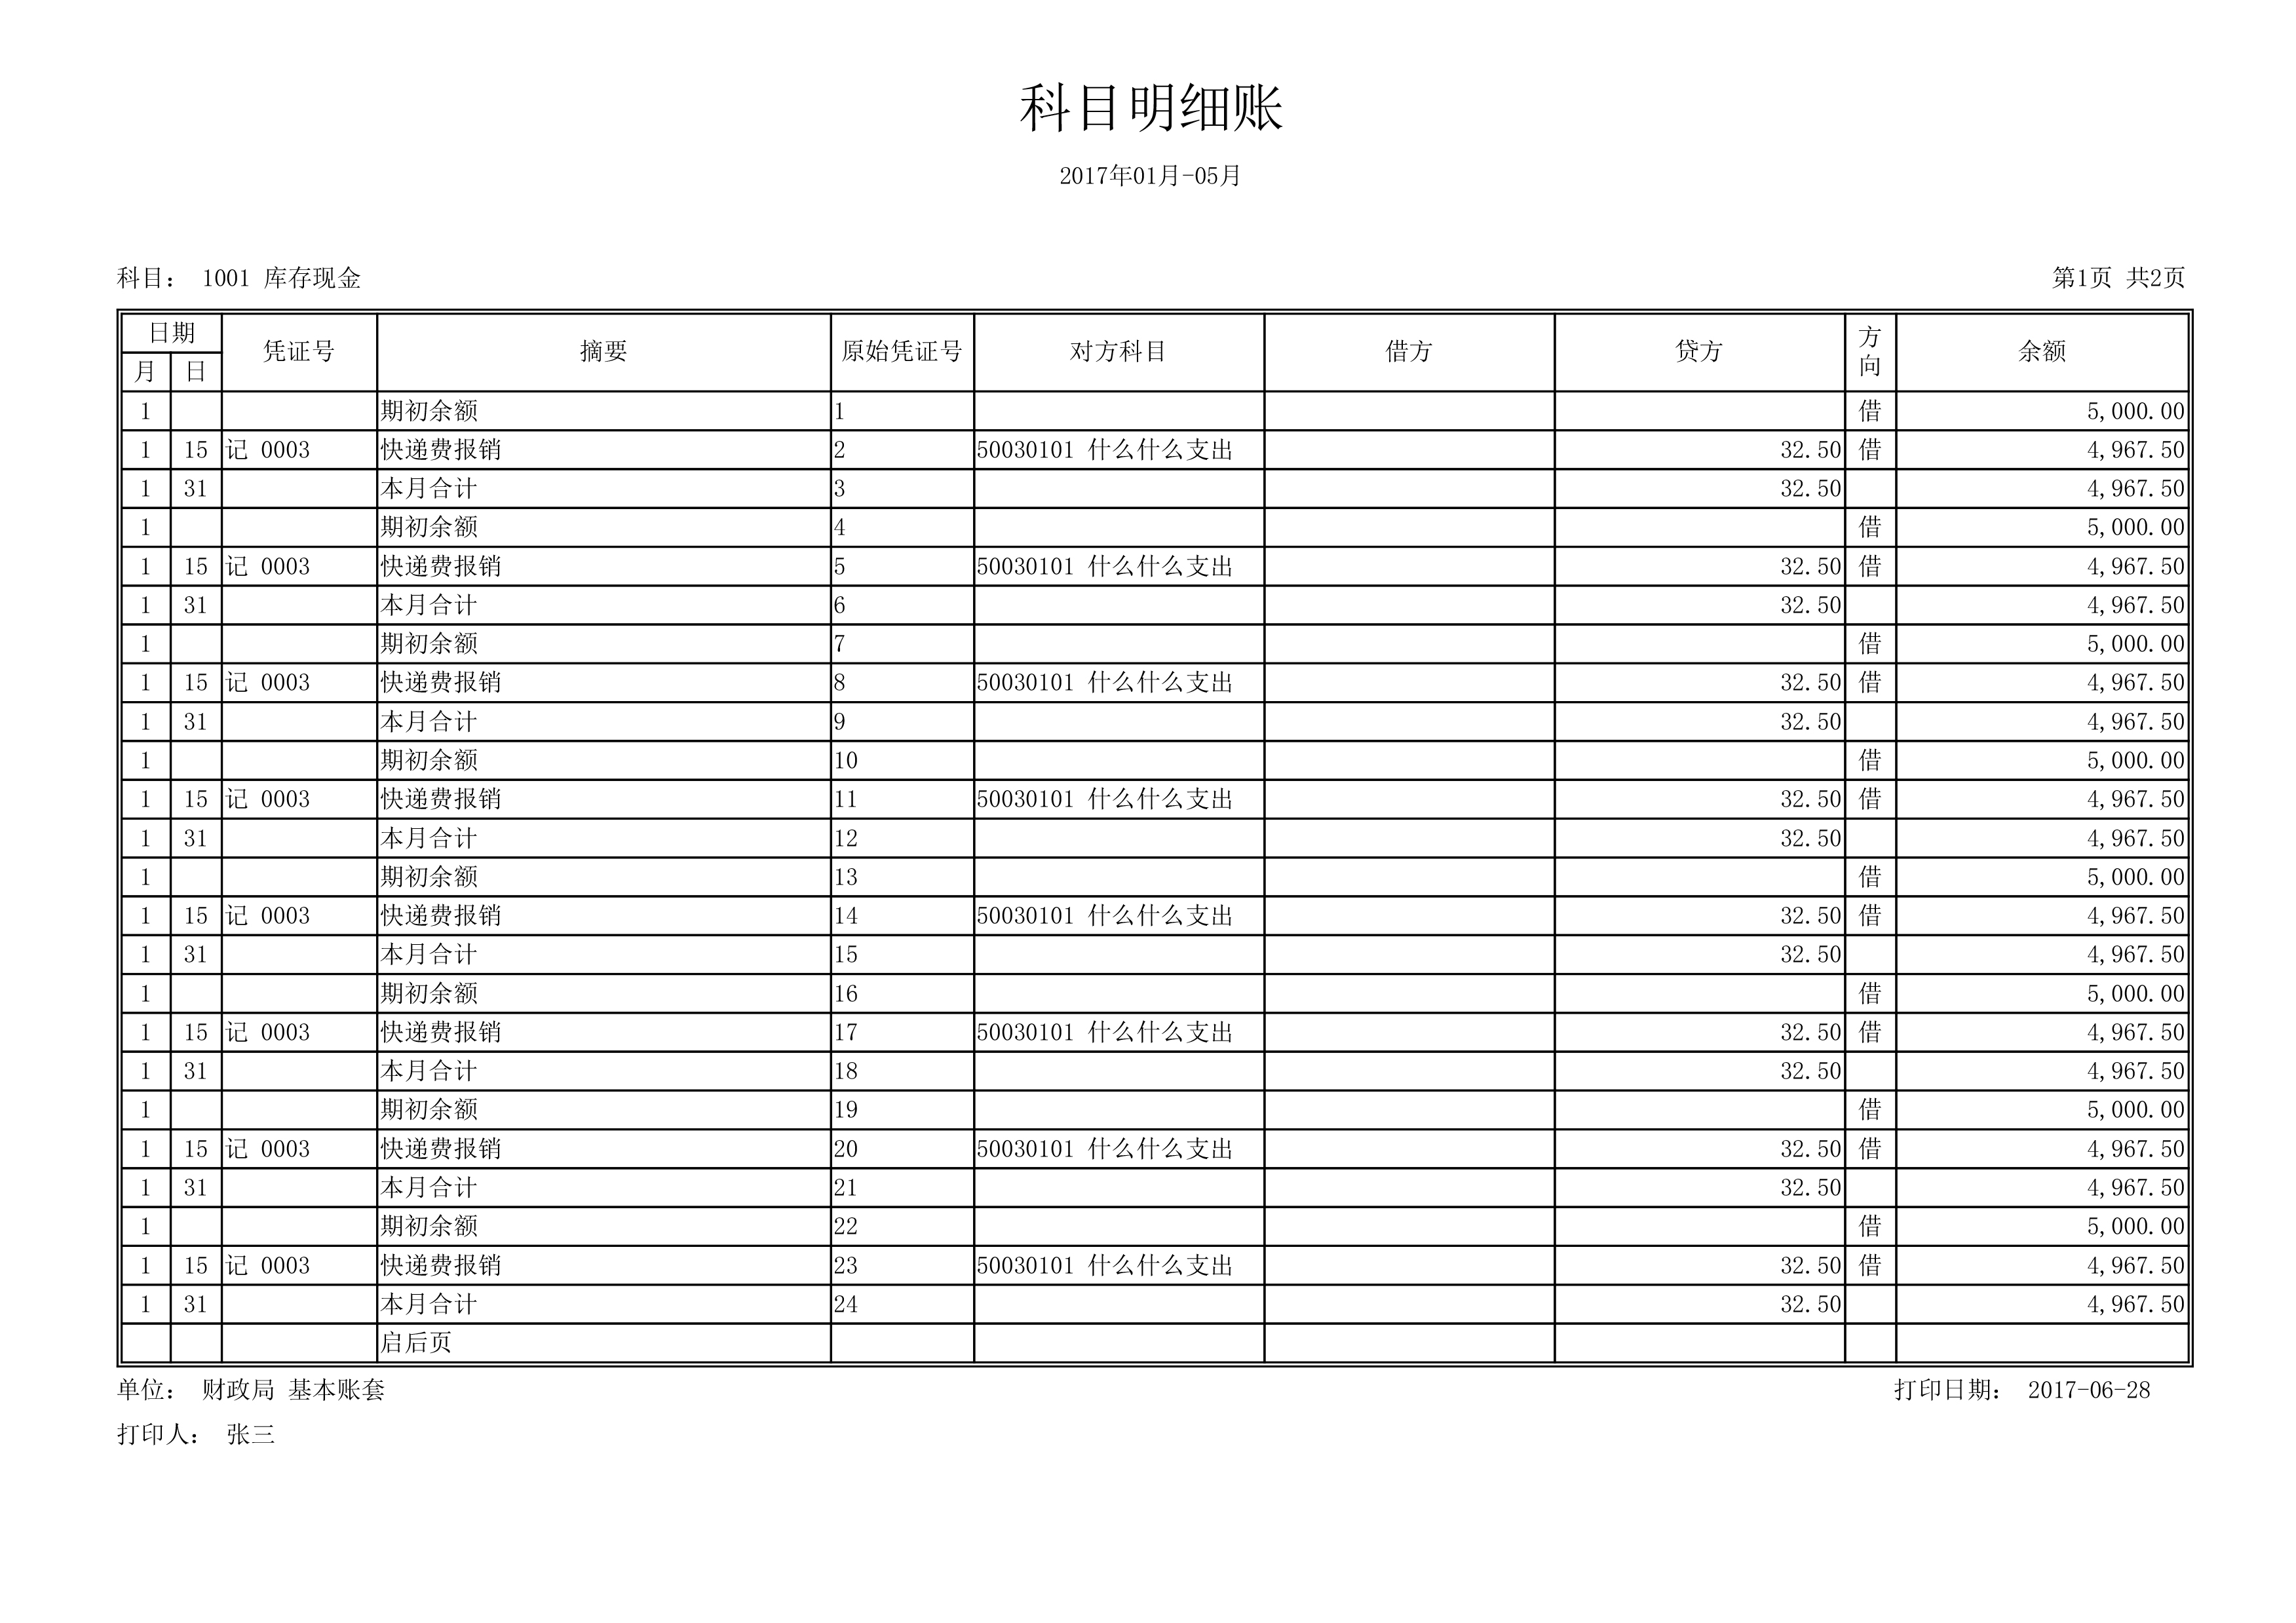 科目明细账
2017年01月-05月
科目： 1001 库存现金 第1页 共2页
日期 凭证号 摘要 原始凭证号 对方科目 借方 贷方 方向 余额
月 日
1 期初余额 1 借 5,000.00
1 15 记 0003 快递费报销 2 50030101 什么什么支出 32.50 借 4,967.50
1 31 本月合计 3 32.50 4,967.50
1 期初余额 4 借 5,000.00
1 15 记 0003 快递费报销 5 50030101 什么什么支出 32.50 借 4,967.50
1 31 本月合计 6 32.50 4,967.50
1 期初余额 7 借 5,000.00
1 15 记 0003 快递费报销 8 50030101 什么什么支出 32.50 借 4,967.50
1 31 本月合计 9 32.50 4,967.50
1 期初余额 10 借 5,000.00
1 15 记 0003 快递费报销 11 50030101 什么什么支出 32.50 借 4,967.50
1 31 本月合计 12 32.50 4,967.50
1 期初余额 13 借 5,000.00
1 15 记 0003 快递费报销 14 50030101 什么什么支出 32.50 借 4,967.50
1 31 本月合计 15 32.50 4,967.50
1 期初余额 16 借 5,000.00
1 15 记 0003 快递费报销 17 50030101 什么什么支出 32.50 借 4,967.50
1 31 本月合计 18 32.50 4,967.50
1 期初余额 19 借 5,000.00
1 15 记 0003 快递费报销 20 50030101 什么什么支出 32.50 借 4,967.50
1 31 本月合计 21 32.50 4,967.50
1 期初余额 22 借 5,000.00
1 15 记 0003 快递费报销 23 50030101 什么什么支出 32.50 借 4,967.50
1 31 本月合计 24 32.50 4,967.50
启后页
单位： 财政局 基本账套 打印日期： 2017-06-28
打印人： 张三